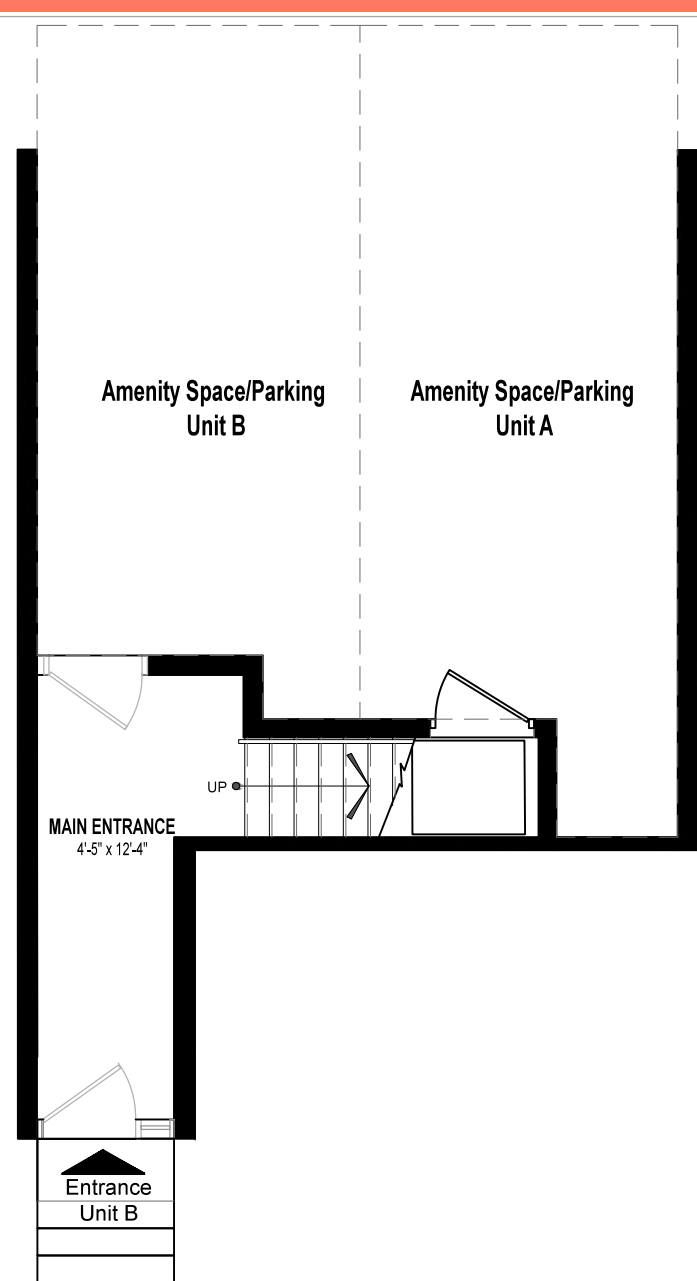 Amenity Space/Parking
Unit B
Amenity Space/Parking
Unit A
UP
MAIN ENTRANCE
4'-5" x 12'-4"
Entrance
Unit B